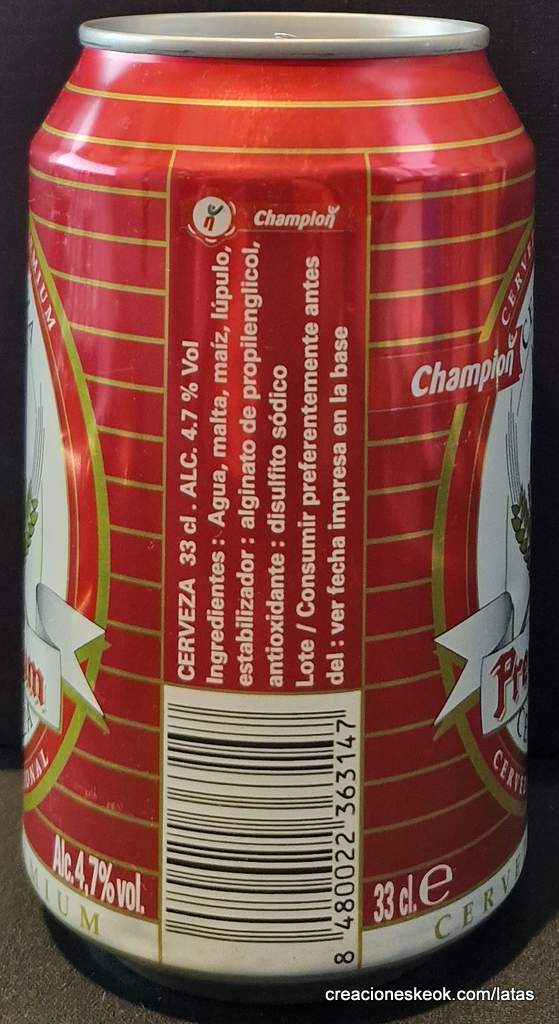 Champion
CERVEZA 33 cl . ALC. 4.7 % Vol
Ingredientes : Agua, malta, maíz, lúpulo,
estabilizador : alginato de propilenglicol,
antioxidante : disulfito sódico
Lote / Consumir preferentemente antes
del : ver fecha impresa en la base
8 480022 363147
Champion
Alc.4,7%vol.
33 cl. e
CERVE
creacioneskeok.com/latas